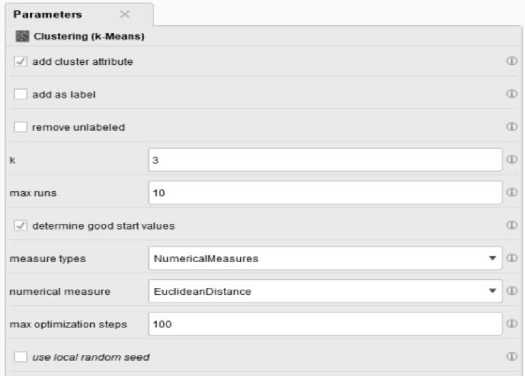 Parameters
Clustering (k-Means)
add cluster attribute
add as label
remove unlabeled
k 3
max runs 10
determine good start values
measure types NumericalMeasures
numerical measure EuclideanDistance
max optimization steps 100
use local random seed